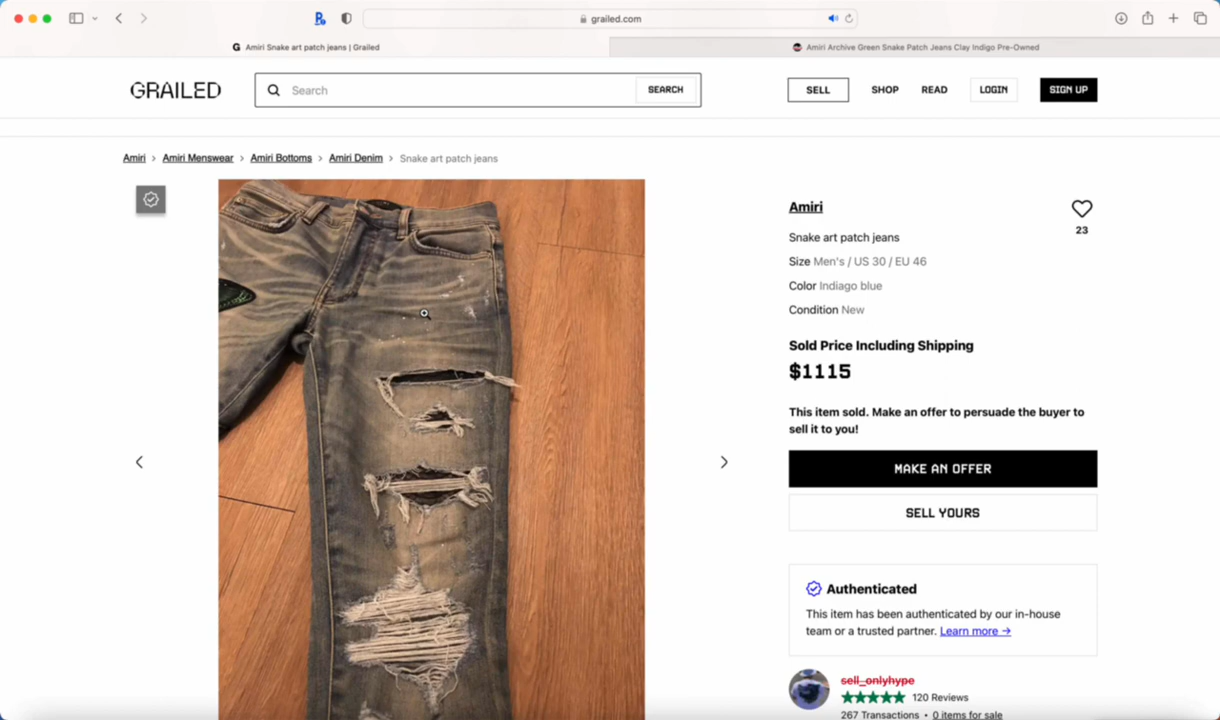 grailed.com
G Amiri Snake art patch jeans | Grailed
Amiri Archive Green Snake Patch Jeans Clay Indigo Pre-Owned
GRAILED
Search
SEARCH
SELL
SHOP
READ
LOGIN
SIGN UP
Amiri > Amiri Menswear > Amiri Bottoms > Amiri Denim > Snake art patch jeans
Amiri
23
Snake art patch jeans
Size Men's / US 30 / EU 46
Color Indiago blue
Condition New
Sold Price Including Shipping
$1115
This item sold. Make an offer to persuade the buyer to
sell it to you!
MAKE AN OFFER
SELL YOURS
Authenticated
This item has been authenticated by our in-house
team or a trusted partner. Learn more →
sell_onlyhype
120 Reviews
267 Transactions • 0 items for sale